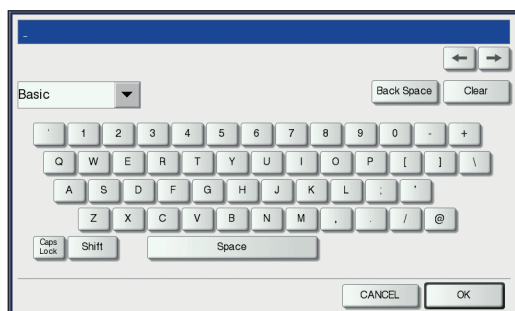 _
Basic Back Space Clear
` 1 2 3 4 5 6 7 8 9 0 - +
Q W E R T Y U I O P [ ] \
A S D F G H J K L ; '
Z X C V B N M , . / @
Caps Lock Shift Space
CANCEL OK